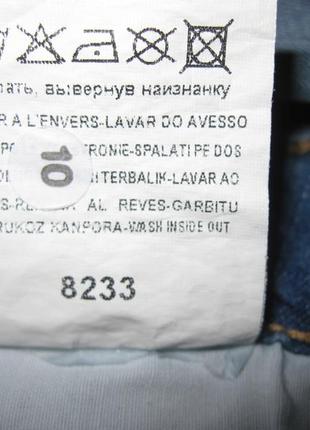 ать, вывернув наизнанку
R A L'ENVERS-LAVAR DO AVESSO
TRONIE-SPALATI PE DOS
10
TERBALIK-LAVAR AO
AL REVES-GARBITU
RUKOZ KANPORA-WASH INSIDE OUT
8233